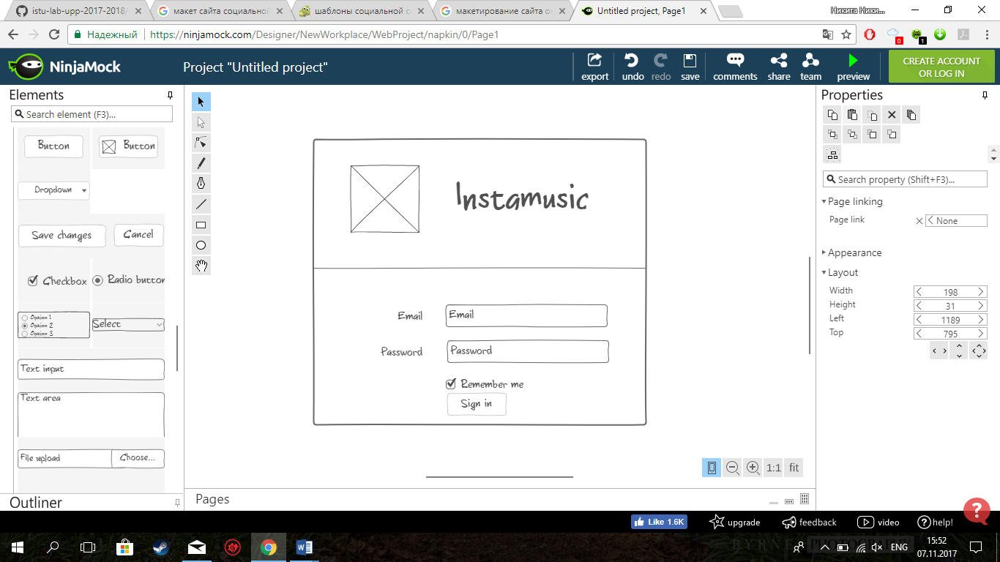 istu-lab-upp-2017-2018/
макет сайта социальной
шаблоны социальной с
макетирование сайта о
Untitled project, Page1
Никита Ники...
Надежный
https://ninjamock.com/Designer/NewWorkplace/WebProject/napkin/0/Page1
0
1
NinjaMock
Project "Untitled project"
export
undo
redo
save
comments
share
team
preview
CREATE ACCOUNT
OR LOG IN
Elements
Search element (F3)...
Button
Button
Dropdown
Save changes
Cancel
Checkbox
Radio button
Option 1
Option 2
Option 3
Select
Text input
Text area
File upload
Choose...
Outliner
Instamusic
Email
Email
Password
Password
Remember me
Sign in
1:1
fit
Pages
Properties
Search property (Shift+F3)...
Page linking
Page link
None
Appearance
Layout
Width
198
Height
31
Left
1189
Top
795
?
Like 1.6K
upgrade
feedback
video
help!
ENG
15:52
07.11.2017